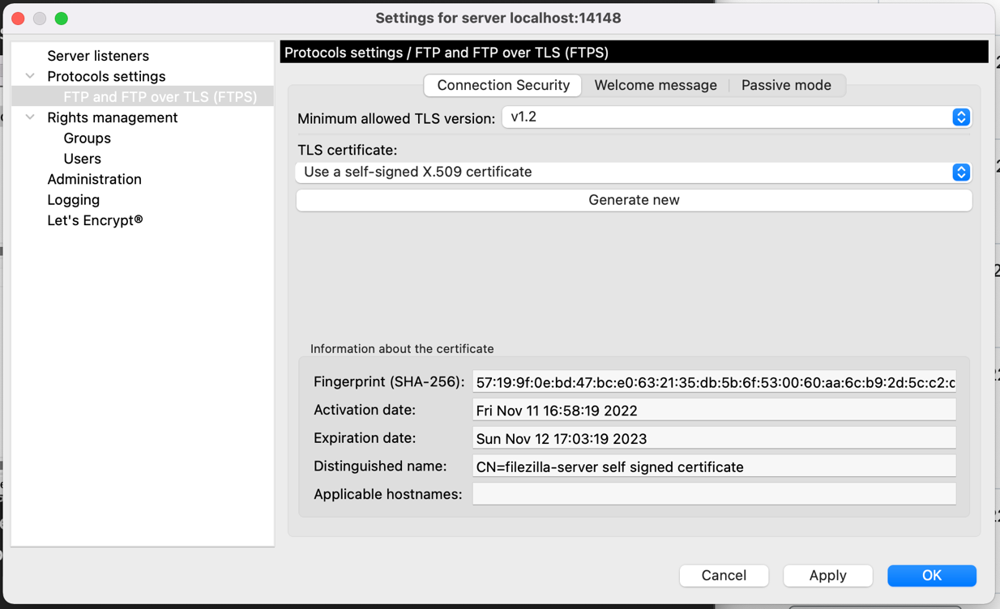 Settings for server localhost:14148
Server listeners
Protocols settings
FTP and FTP over TLS (FTPS)
Rights management
Groups
Users
Administration
Logging
Let's Encrypt®
Protocols settings / FTP and FTP over TLS (FTPS)
Connection Security Welcome message Passive mode
Minimum allowed TLS version: v1.2
TLS certificate:
Use a self-signed X.509 certificate
Generate new
Information about the certificate
Fingerprint (SHA-256): 57:19:9f:0e:bd:47:bc:e0:63:21:35:db:5b:6f:53:00:60:aa:6c:b9:2d:5c:c2:
Activation date: Fri Nov 11 16:58:19 2022
Expiration date: Sun Nov 12 17:03:19 2023
Distinguished name: CN=filezilla-server self signed certificate
Applicable hostnames:
Cancel Apply OK